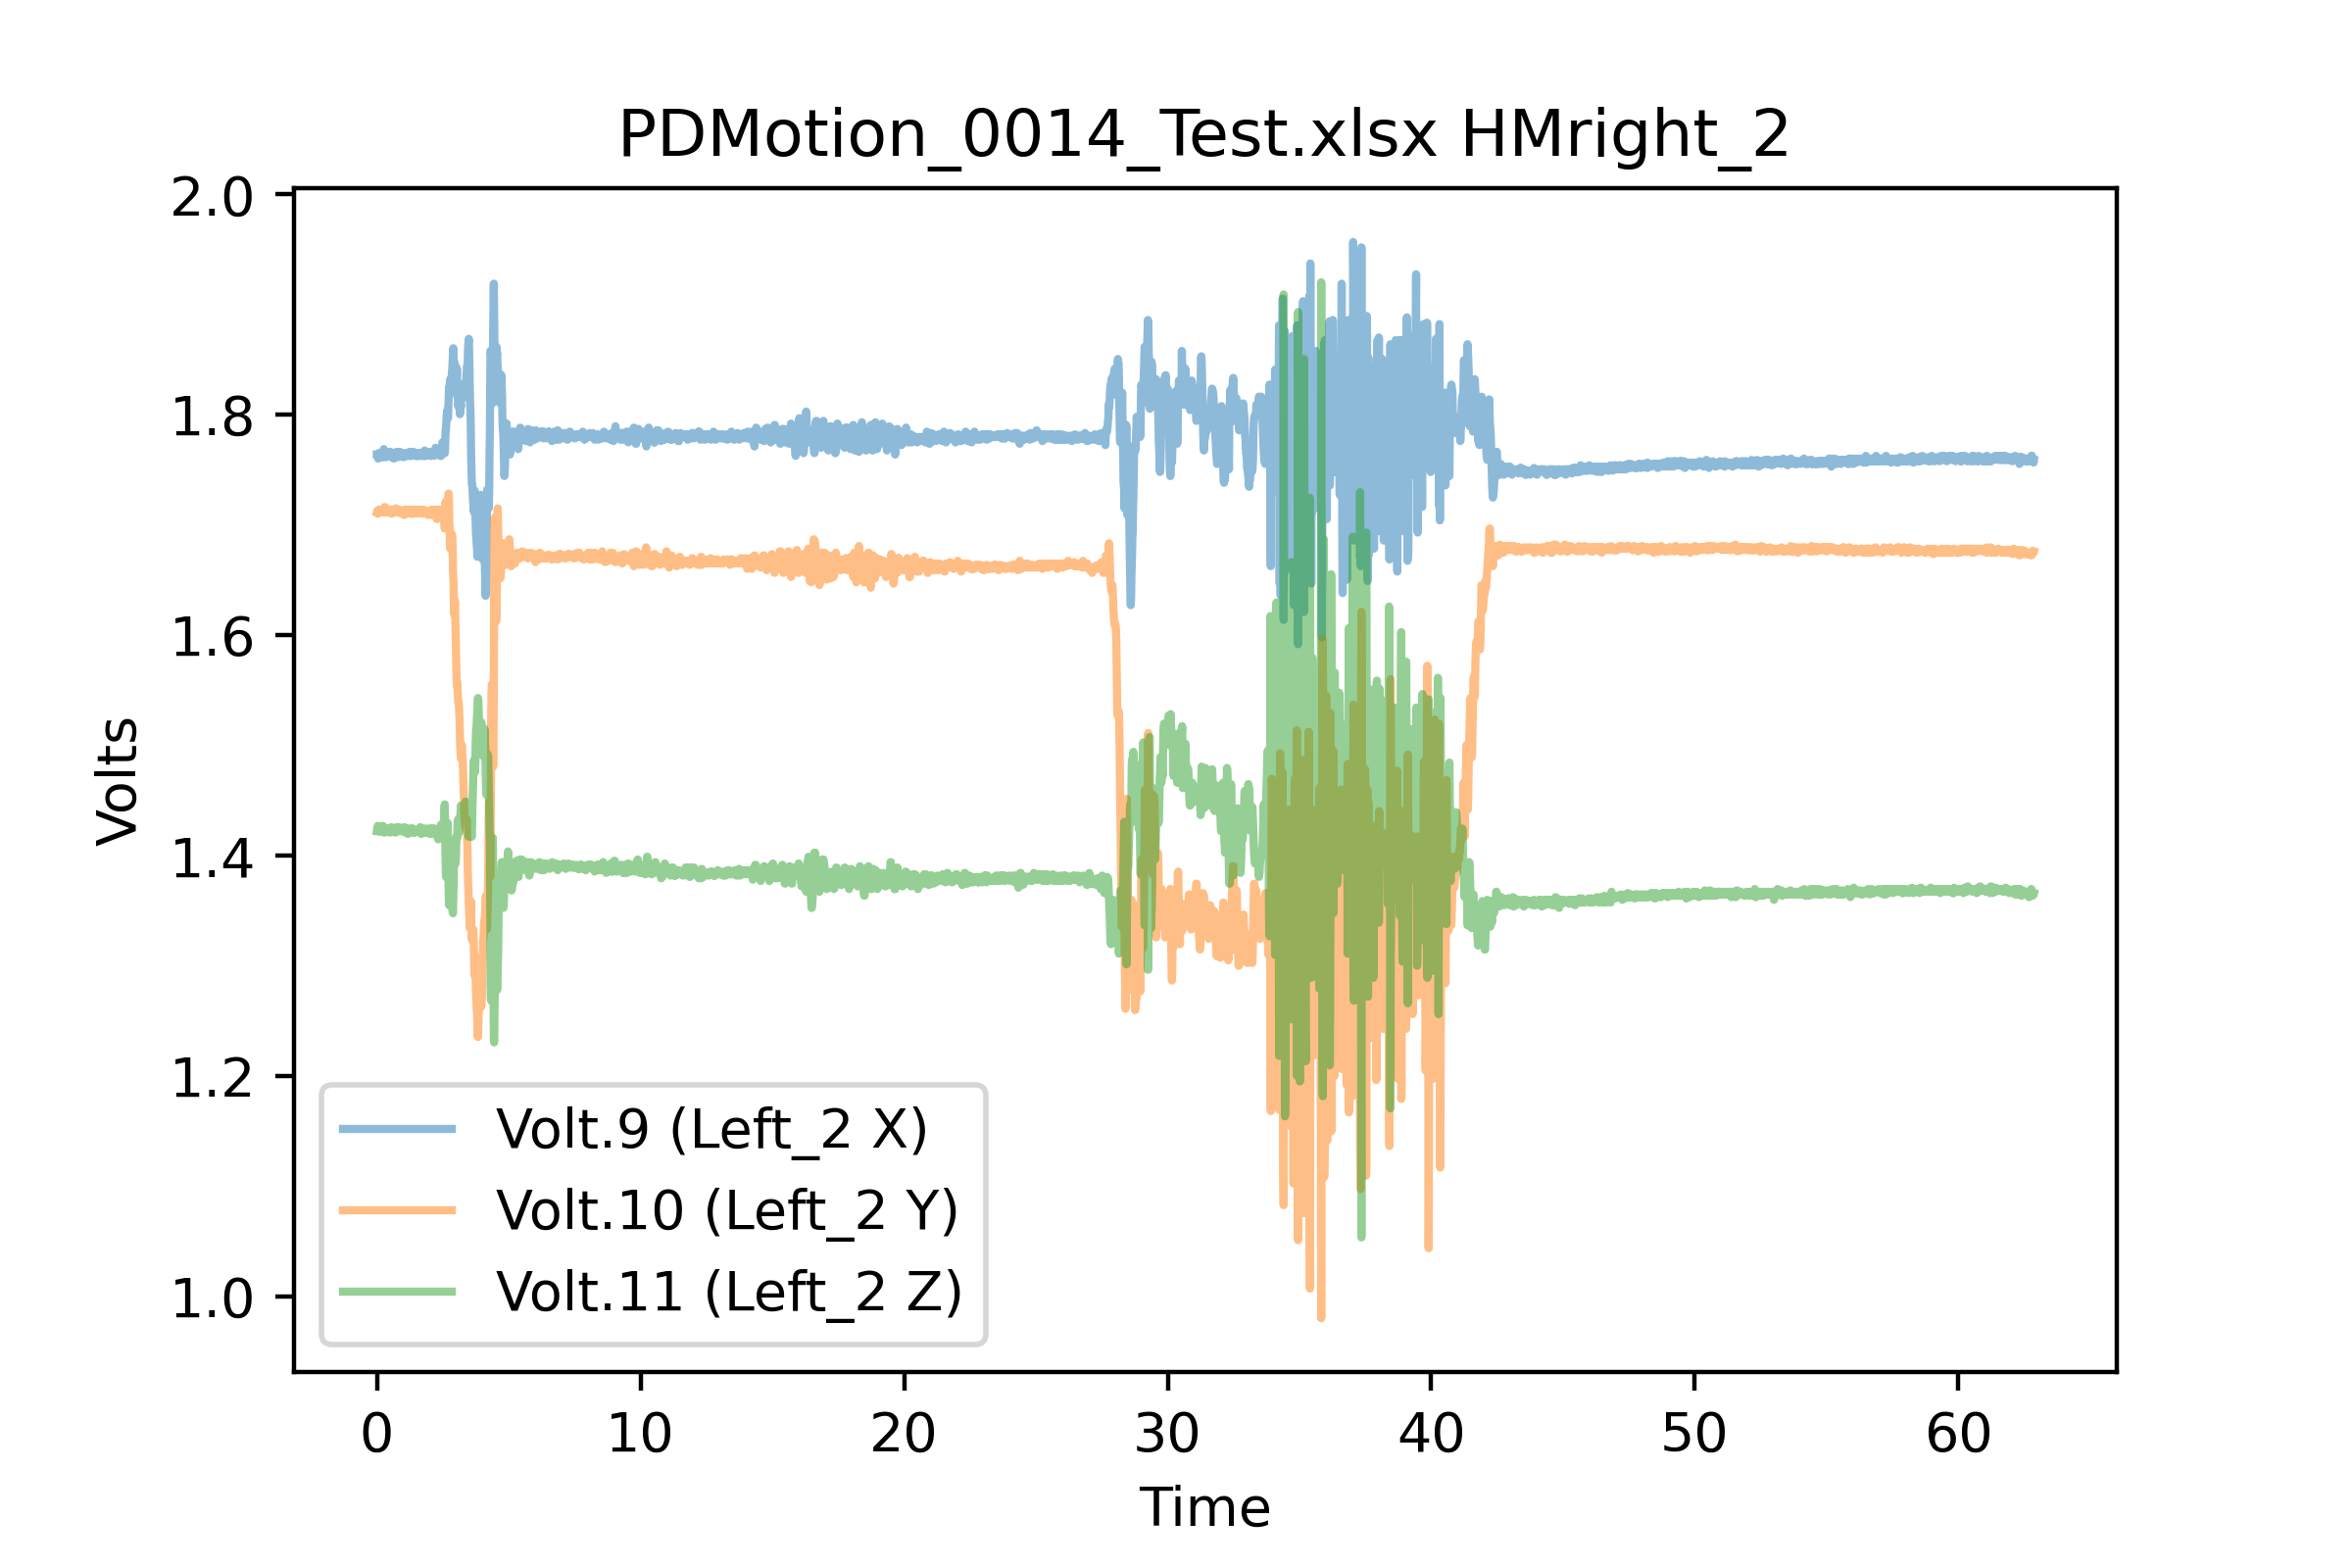 PDMotion_0014_Test.xlsx HMright_2
2.0
1.8
1.6
1.4
1.2
1.0
Volts
Volt.9 (Left_2 X)
Volt.10 (Left_2 Y)
Volt.11 (Left_2 Z)
0 10 20 30 40 50 60
Time